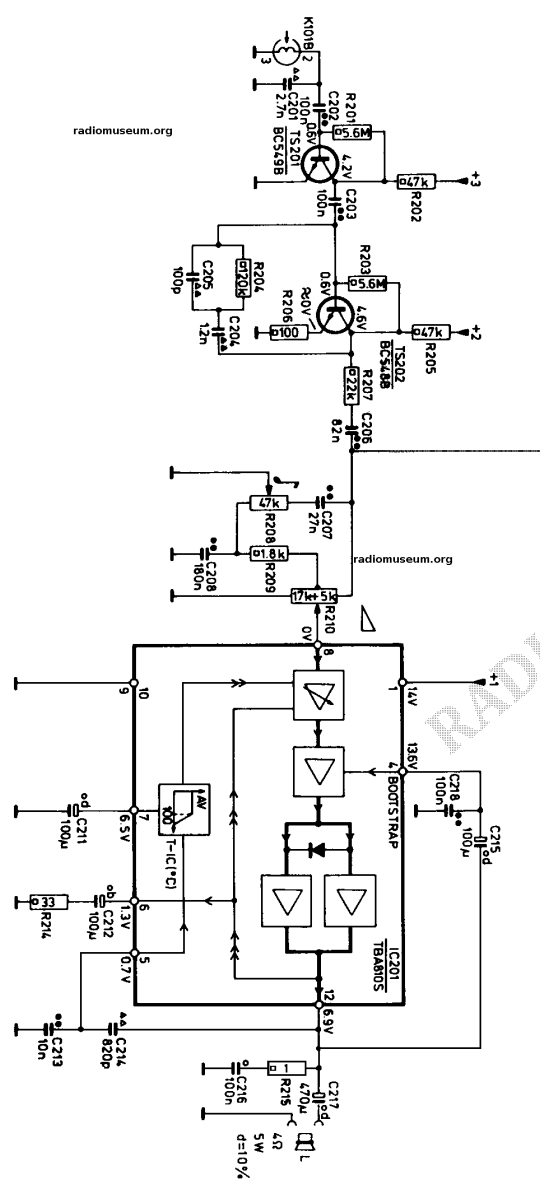 K101B
3
2
C201
2.7n
C202
100n
R201
5.6M
0.6V
TS201
BC549B
4.2V
C203
100n
47k
R202
+3
radiomuseum.org
R203
5.6M
0.6V
R204
120k
C205
100p
C204
R206
100
≈0V
4.6V
TS202
BC548B
47k
R205
+2
R207
22k
C206
82n
47k
R208
C207
27n
C208
180n
1.8k
R209
radiomuseum.org
17k+5k
R210
0V
8
10
9
1
14V
+1
RADI
13.6V
4
BOOTSTRAP
C218
100n
C215
100µ
d
d
C211
100µ
7
6.5V
AV
100
T-IC(°C)
b
C212
100µ
33
R214
6
1.3V
5
0.7V
IC201
TBA810S
12
6.9V
C213
10n
C214
820p
C216
100n
1
R215
C217
470µ
d
L
4Ω
5W
d=10%